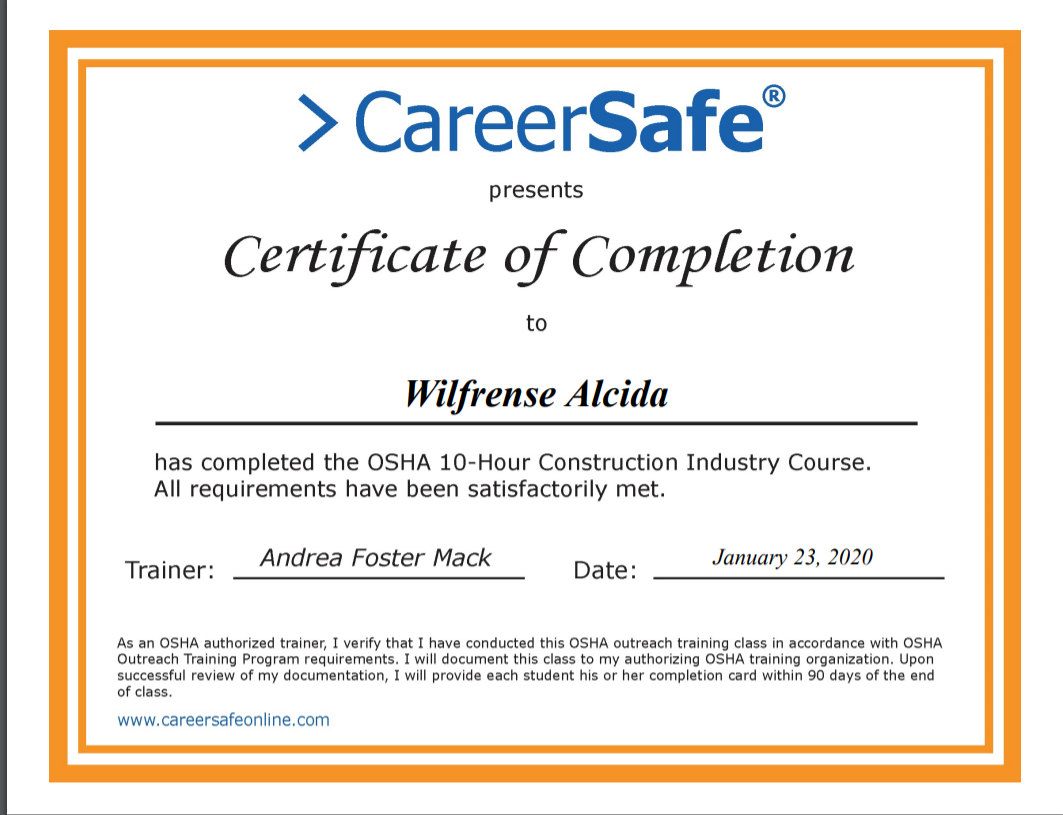 >CareerSafe®
presents
Certificate of Completion
to
Wilfrense Alcida
has completed the OSHA 10-Hour Construction Industry Course.
All requirements have been satisfactorily met.
Trainer: Andrea Foster Mack Date: January 23, 2020
As an OSHA authorized trainer, I verify that I have conducted this OSHA outreach training class in accordance with OSHA
Outreach Training Program requirements. I will document this class to my authorizing OSHA training organization. Upon
successful review of my documentation, I will provide each student his or her completion card within 90 days of the end
of class.
www.careersafeonline.com